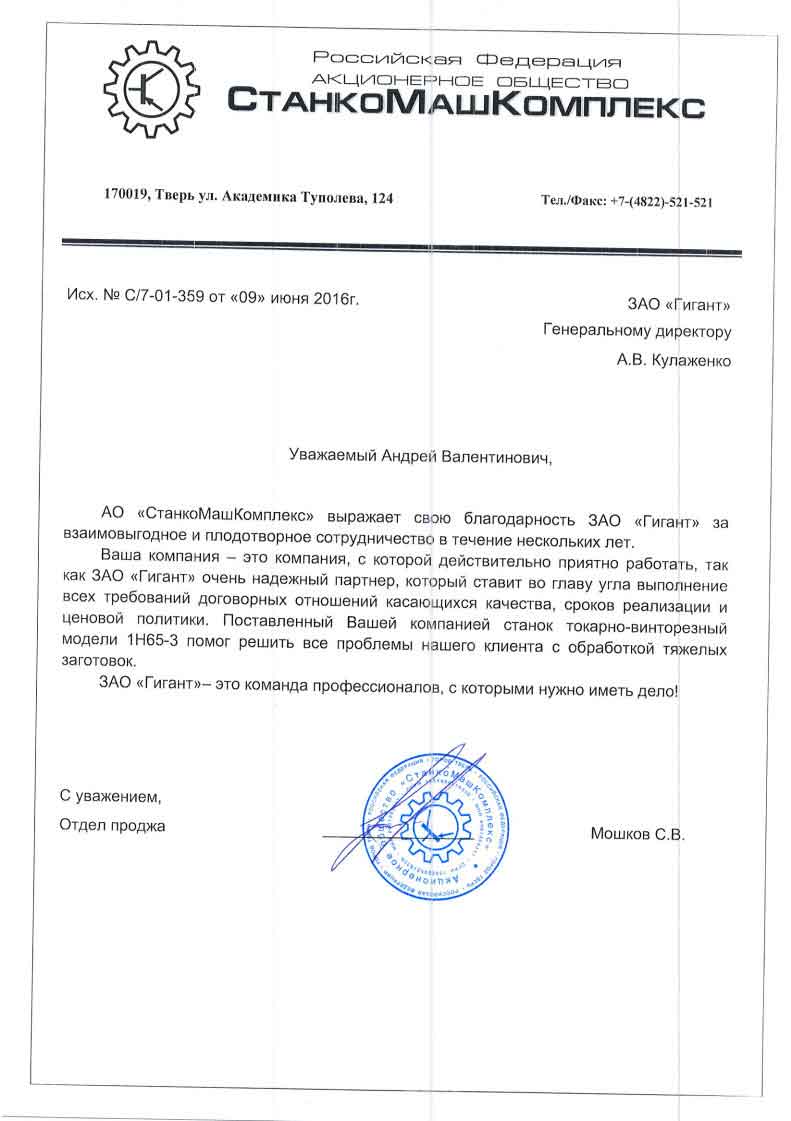 Российская Федерация
АКЦИОНЕРНОЕ ОБЩЕСТВО
СТАНКОМАШКОМПЛЕКС
170019, Тверь ул. Академика Туполева, 124
Тел./Факс: +7-(4822)-521-521
Исх. № С/7-01-359 от «09» июня 2016г.
ЗАО «Гигант»
Генеральному директору
А.В. Кулаженко
Уважаемый Андрей Валентинович,
АО «СтанкоМашКомплекс» выражает свою благодарность ЗАО «Гигант» за
взаимовыгодное и плодотворное сотрудничество в течение нескольких лет.
Ваша компания – это компания, с которой действительно приятно работать, так
как ЗАО «Гигант» очень надежный партнер, который ставит во главу угла выполнение
всех требований договорных отношений касающихся качества, сроков реализации и
ценовой политики. Поставленный Вашей компанией станок токарно-винторезный
модели 1Н65-3 помог решить все проблемы нашего клиента с обработкой тяжелых
заготовок.
ЗАО «Гигант»– это команда профессионалов, с которыми нужно иметь дело!
С уважением,
Отдел проджа
Мошков С.В.
Акционерное общество «СтанкоМашКомплекс»
РОССИЙСКАЯ ФЕДЕРАЦИЯ • ГОРОД ТВЕРЬ